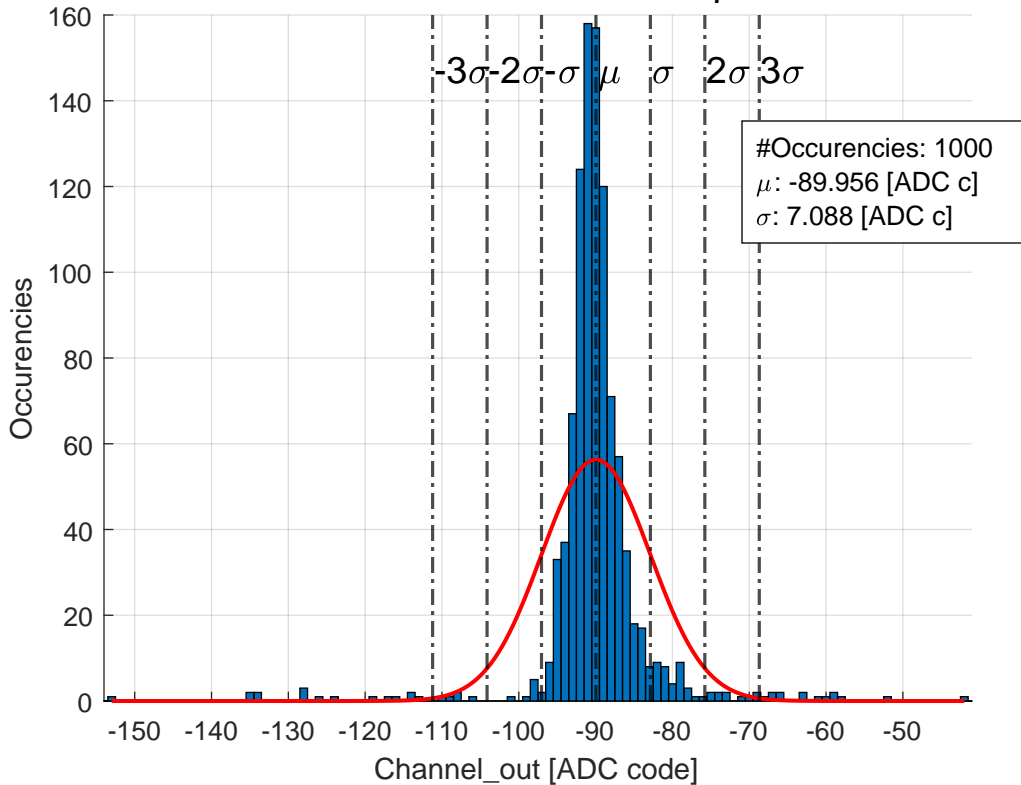 160
140
120
100
80
60
40
20
0
-3σ -2σ -σ μ σ 2σ 3σ
#Occurencies: 1000
μ: -89.956 [ADC c]
σ: 7.088 [ADC c]
Occurencies
-150 -140 -130 -120 -110 -100 -90 -80 -70 -60 -50
Channel_out [ADC code]